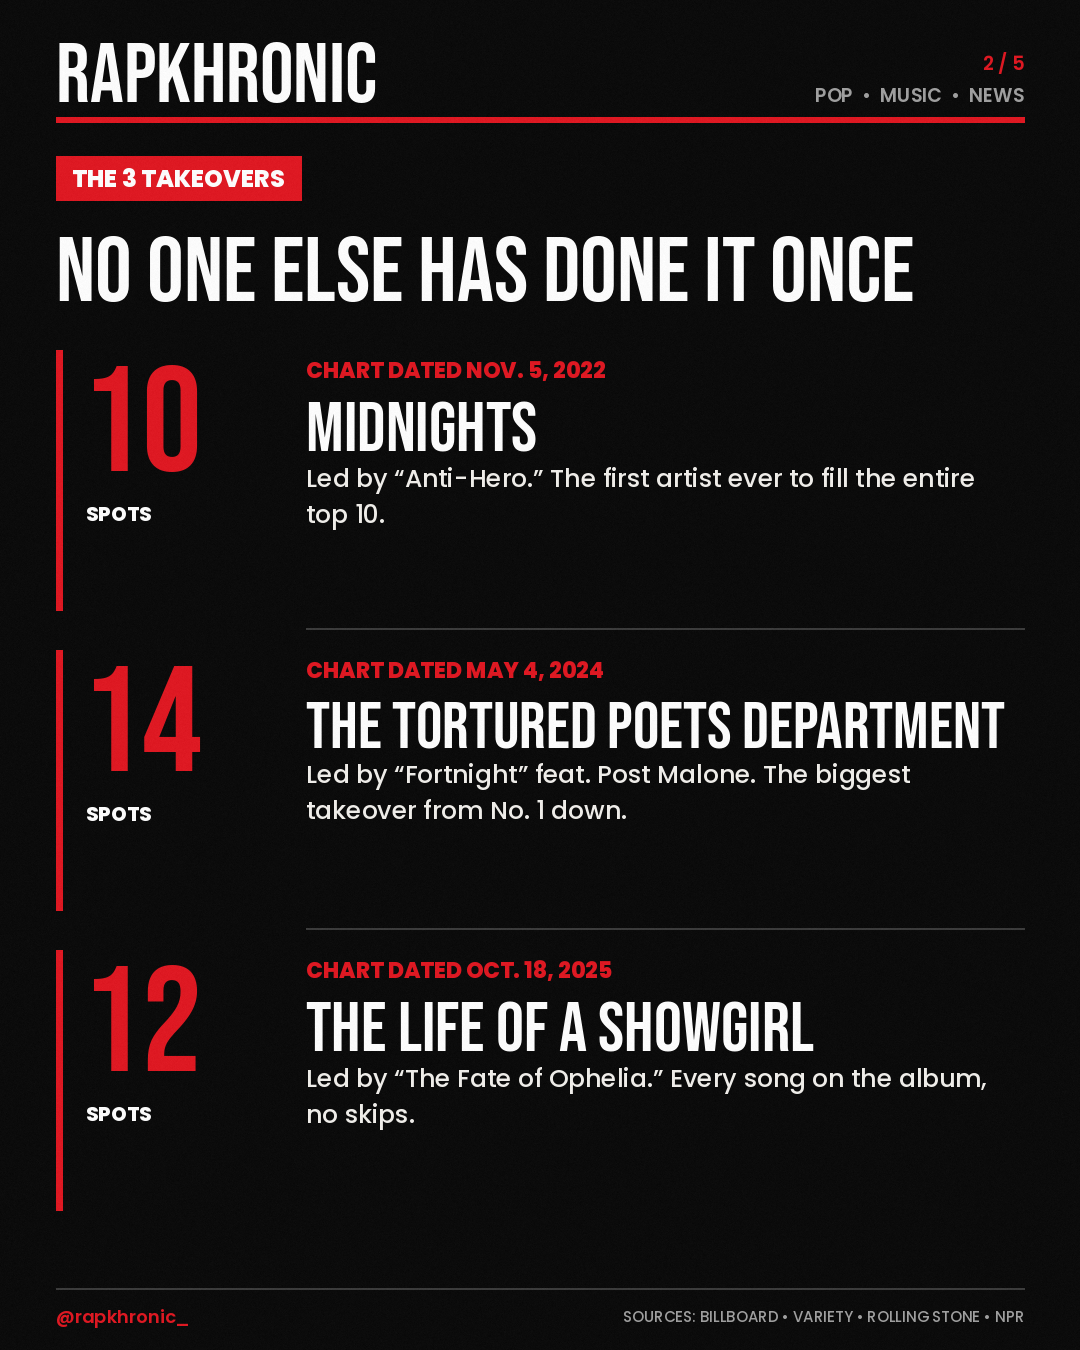 RAPKHRONIC
2 / 5
POP • MUSIC • NEWS
THE 3 TAKEOVERS
NO ONE ELSE HAS DONE IT ONCE
10
SPOTS
CHART DATED NOV. 5, 2022
MIDNIGHTS
Led by “Anti-Hero.” The first artist ever to fill the entire
top 10.
14
SPOTS
CHART DATED MAY 4, 2024
THE TORTURED POETS DEPARTMENT
Led by “Fortnight” feat. Post Malone. The biggest
takeover from No. 1 down.
12
SPOTS
CHART DATED OCT. 18, 2025
THE LIFE OF A SHOWGIRL
Led by “The Fate of Ophelia.” Every song on the album,
no skips.
@rapkhronic_
SOURCES: BILLBOARD • VARIETY • ROLLING STONE • NPR